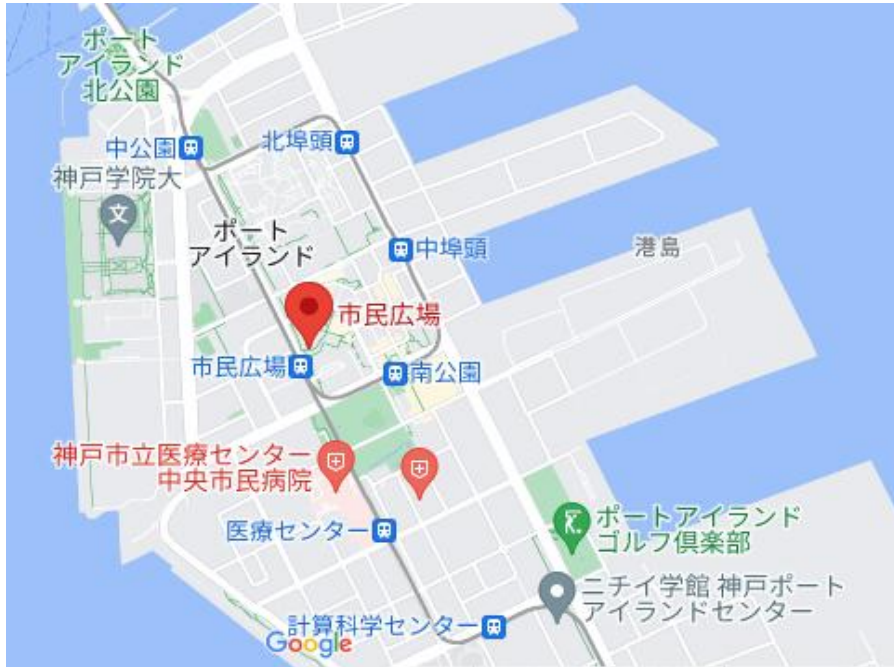 ポート
アイランド
北公園
中公園
北埠頭
神戸学院大
ポート
アイランド
中埠頭
港島
市民広場
市民広場
南公園
神戸市立医療センター
中央市民病院
医療センター
ポートアイランド
ゴルフ倶楽部
ニチイ学館 神戸ポート
アイランドセンター
計算科学センター
Google